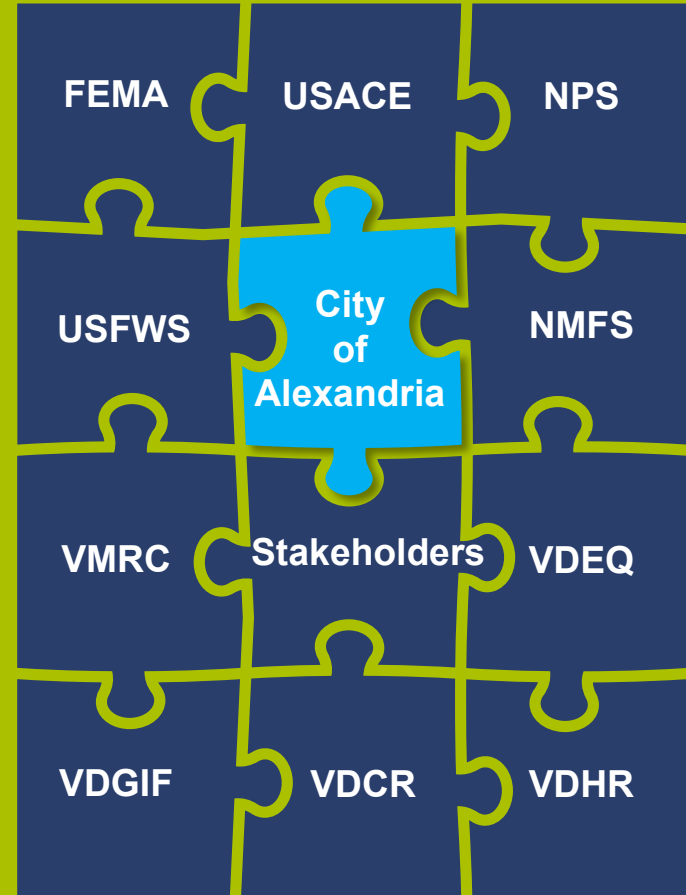 FEMA
USACE
NPS
USFWS
City
of
Alexandria
NMFS
VMRC
Stakeholders
VDEQ
VDGIF
VDCR
VDHR